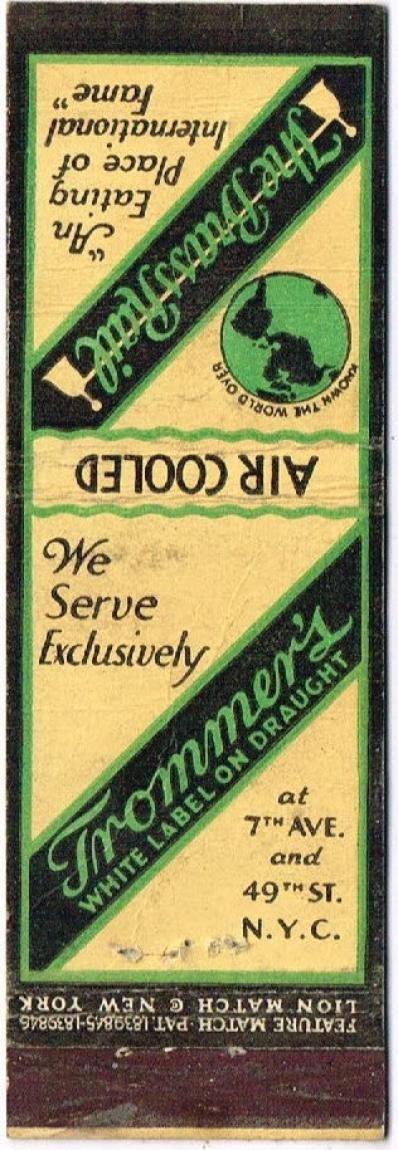 "An
Eating
Place of
International
Fame"
The Brass Rail
KNOWN THE WORLD OVER
AIR COOLED
We
Serve
Exclusively
Trommer's
WHITE LABEL ON DRAUGHT
at
7TH AVE.
and
49TH ST.
N.Y.C.
FEATURE MATCH · PAT. 1839845-1839846
LION MATCH © NEW YORK